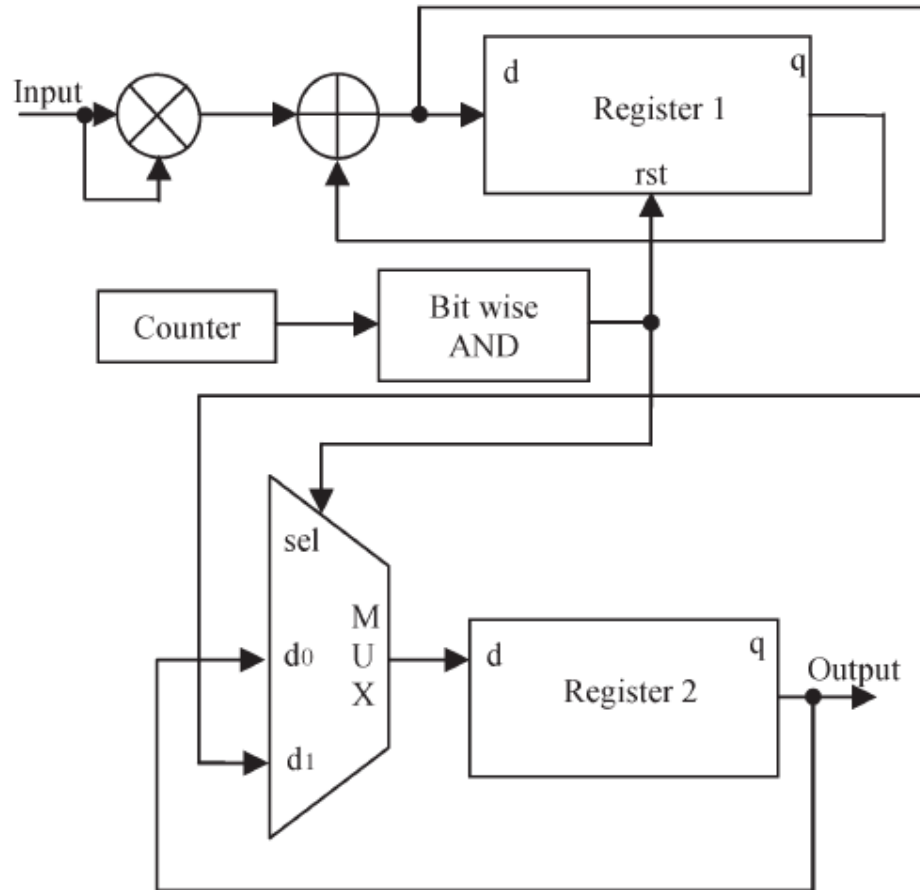 Input
d
q
Register 1
rst
Counter
Bit wise
AND
sel
d0
d1
M
U
X
d
q
Register 2
Output